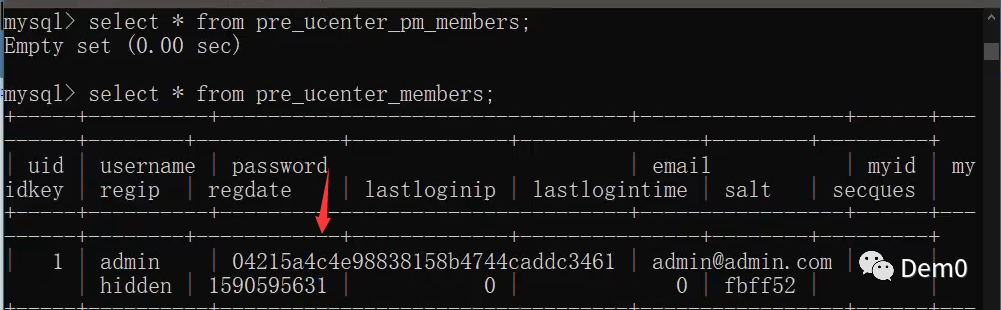 mysql> select * from pre_ucenter_pm_members;
Empty set (0.00 sec)
mysql> select * from pre_ucenter_members;
+-----+----------+----------------------------------+-----------------+------+---
------+--------+------------+-------------+---------------+--------+---------+
| uid | username | password | email | myid | my
idkey | regip | regdate | lastloginip | lastlogintime | salt | secques |
+-----+----------+----------------------------------+-----------------+------+---
------+--------+------------+-------------+---------------+--------+---------+
| 1 | admin | 04215a4c4e98838158b4744caddc3461 | admin@admin.com |
| hidden | 1590595631 | 0 | 0 | fbff52 | |
+-----+----------+----------------------------------+-----------------+------+---
Dem0